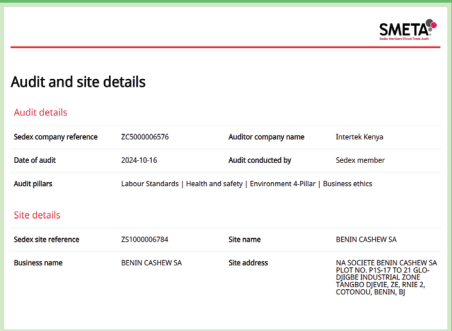 SMETA
Sedex Members Ethical Trade Audit
Audit and site details
Audit details
Sedex company reference ZC5000006576 Auditor company name Intertek Kenya
Date of audit 2024-10-16 Audit conducted by Sedex member
Audit pillars Labour Standards | Health and safety | Environment 4-Pillar | Business ethics
Site details
Sedex site reference ZS1000006784 Site name BENIN CASHEW SA
Business name BENIN CASHEW SA Site address NA SOCIETE BENIN CASHEW SA
PLOT NO. P15-17 TO 21 GLO-
DJIGBE INDUSTRIAL ZONE
TANGBO DJEVIE, ZE, RNIE 2,
COTONOU, BENIN, BJ